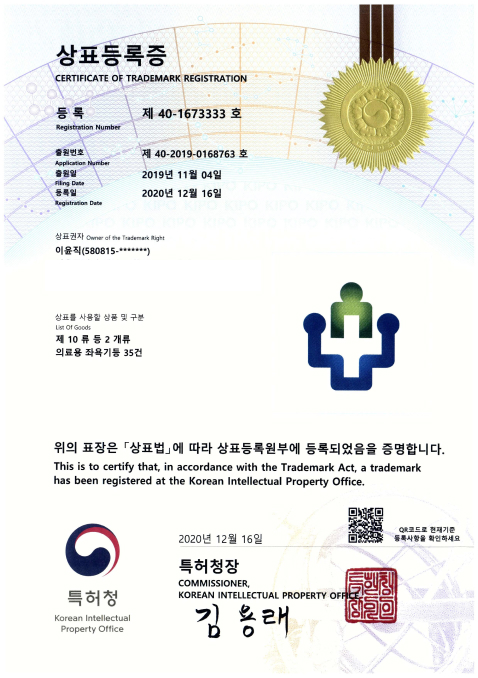 상표등록증
CERTIFICATE OF TRADEMARK REGISTRATION
등 록 제 40-1673333 호
Registration Number
출원번호 제 40-2019-0168763 호
Application Number
출원일 2019년 11월 04일
Filing Date
등록일 2020년 12월 16일
Registration Date
상표권자 Owner of the Trademark Right
이윤직(580815-*******)
상표를 사용할 상품 및 구분
List Of Goods
제 10 류 등 2 개류
의료용 좌욕기등 35건
위의 표장은 「상표법」에 따라 상표등록원부에 등록되었음을 증명합니다.
This is to certify that, in accordance with the Trademark Act, a trademark
has been registered at the Korean Intellectual Property Office.
2020년 12월 16일
QR코드로 현재기준
등록사항을 확인하세요
특허청장
COMMISSIONER,
KOREAN INTELLECTUAL PROPERTY OFFICE
김용래
특허청
Korean Intellectual
Property Office